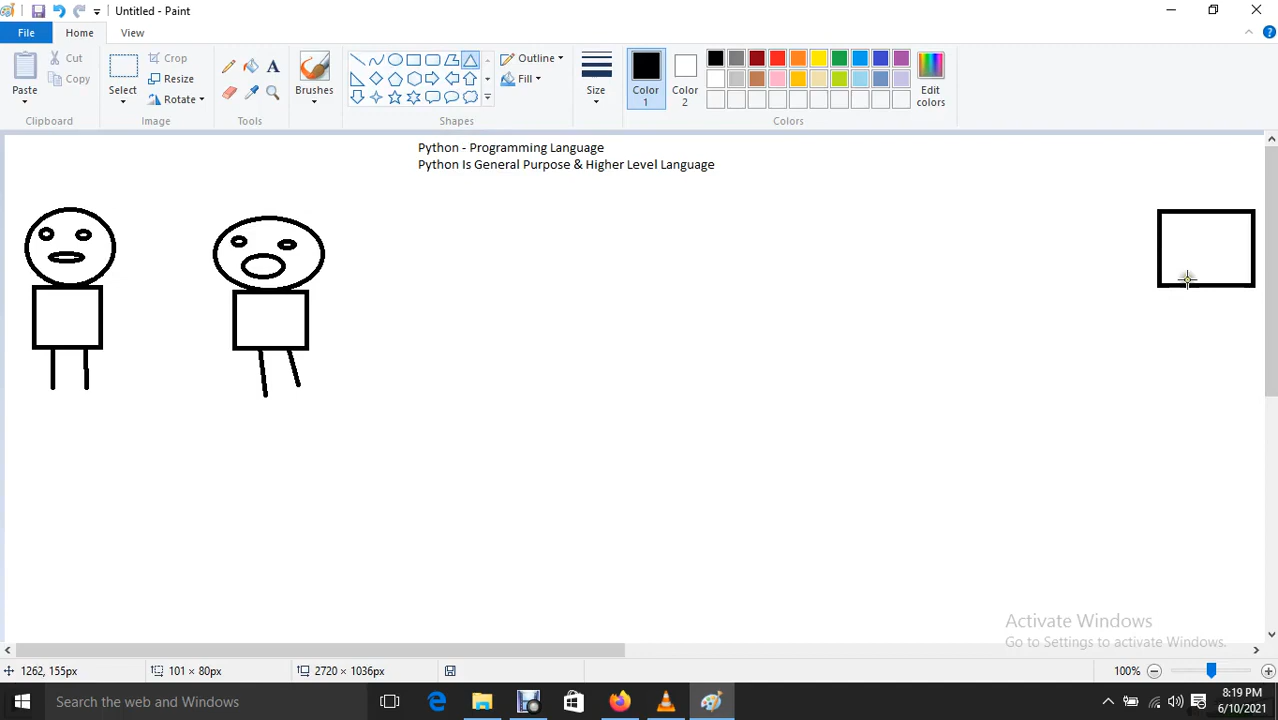 Untitled - Paint
File
Home
View
Paste
Cut
Copy
Clipboard
Select
Crop
Resize
Rotate
Image
A
Tools
Brushes
Outline
Fill
Shapes
Size
Color
1
Color
2
Edit
colors
Colors
Python - Programming Language
Python Is General Purpose & Higher Level Language
Activate Windows
Go to Settings to activate Windows.
1262, 155px
101 × 80px
2720 × 1036px
100%
Search the web and Windows
8:19 PM
6/10/2021